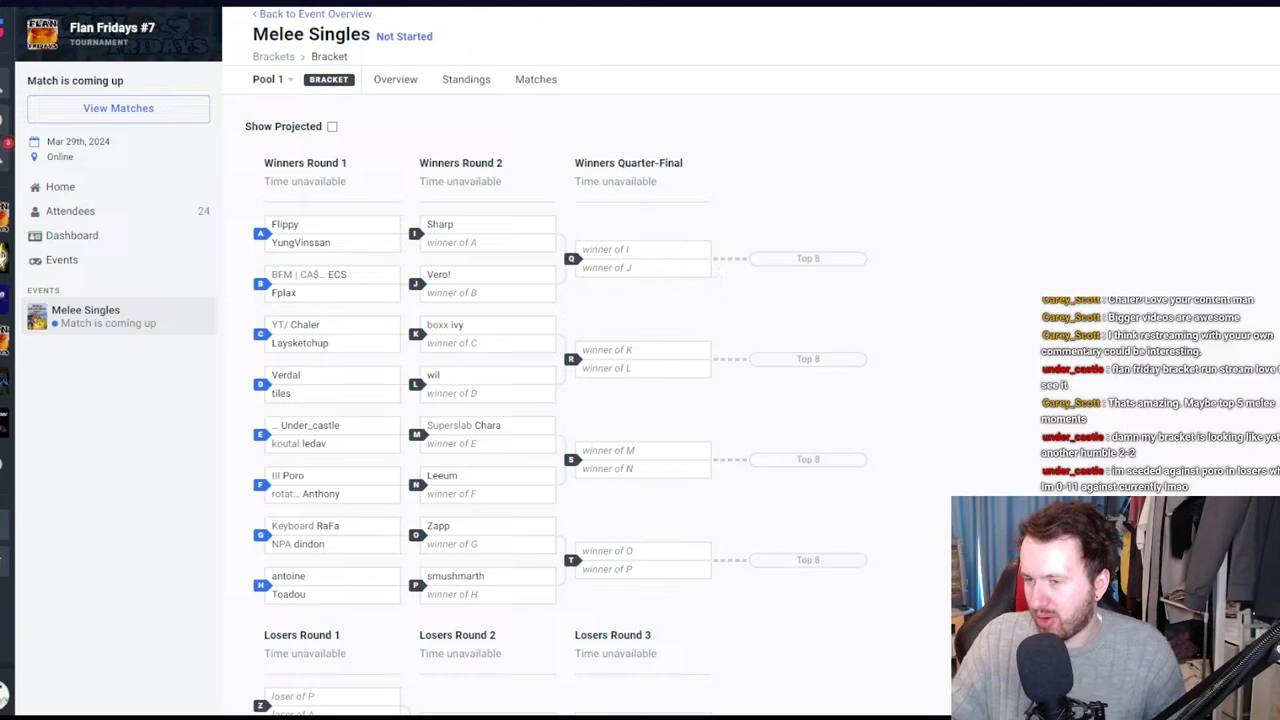 Flan Fridays #7
TOURNAMENT
Match is coming up
View Matches
Mar 29th, 2024
Online
Home
Attendees 24
Dashboard
Events
EVENTS
Melee Singles
Match is coming up
‹ Back to Event Overview
Melee Singles Not Started
Brackets › Bracket
Pool 1 BRACKET Overview Standings Matches
Show Projected
Winners Round 1 Winners Round 2 Winners Quarter-Final
Time unavailable Time unavailable Time unavailable
A Flippy
YungVinssan
B BFM | CA$... ECS
Fplax
C YT/ Chaler
Laysketchup
D Verdal
tiles
E ... Under_castle
koutal ledav
F III Poro
rotat... Anthony
G Keyboard RaFa
NPA dindon
H antoine
Toadou
I Sharp
winner of A
J Vero!
winner of B
K boxx ivy
winner of C
L wil
winner of D
M Superslab Chara
winner of E
N Leeum
winner of F
O Zapp
winner of G
P smushmarth
winner of H
Q winner of I
winner of J
Top 8
R winner of K
winner of L
Top 8
S winner of M
winner of N
Top 8
T winner of O
winner of P
Top 8
Losers Round 1 Losers Round 2 Losers Round 3
Time unavailable Time unavailable Time unavailable
Z loser of P
loser of A
Carey_Scott : Chaler! Love your content man
Carey_Scott : Bigger videos are awesome
Carey_Scott : I think restreaming with youur own
commentary could be interesting.
under_castle : flan friday bracket run stream love t
see it
Carey_Scott : Thats amazing. Maybe top 5 melee
moments
under_castle : damn my bracket is looking like yet
another humble 2-2
under_castle : im seeded against poro in losers wh
Im 0-11 against currently lmao